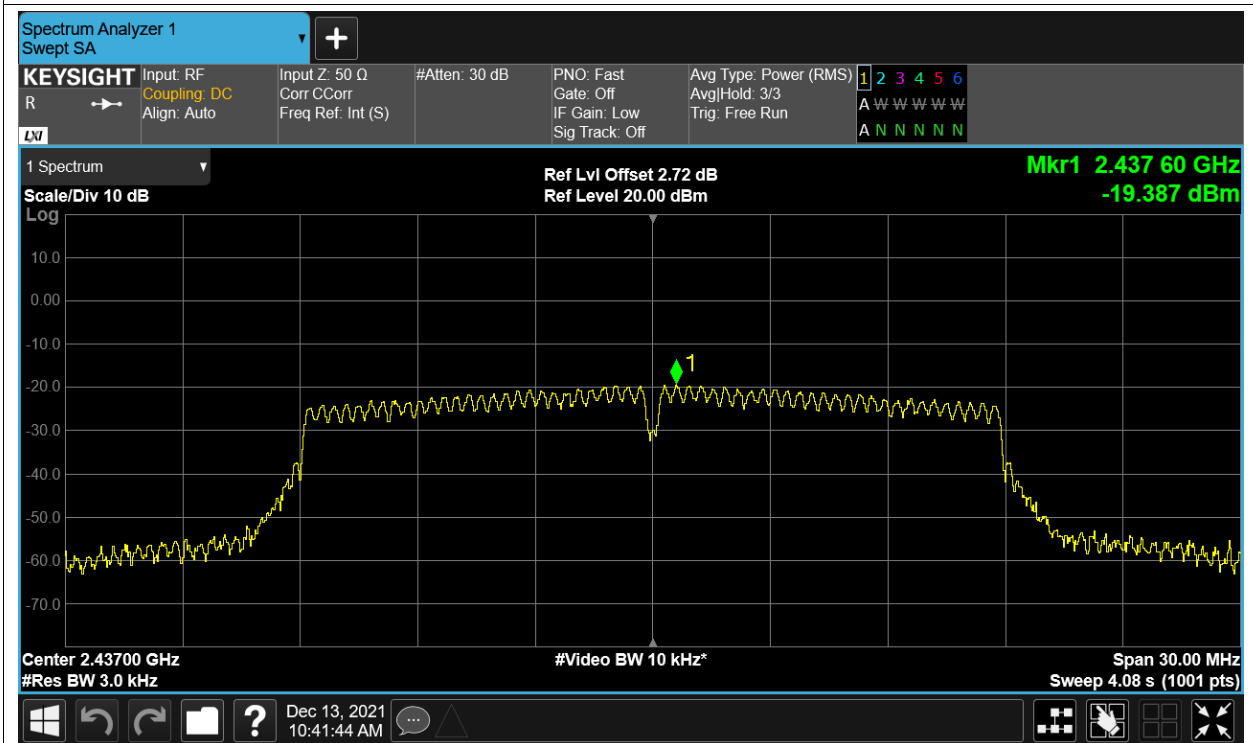 Spectrum Analyzer 1
Swept SA
KEYSIGHT
R
LXI
Input: RF
Coupling: DC
Align: Auto
Input Z: 50 Ω
Corr CCorr
Freq Ref: Int (S)
#Atten: 30 dB
PNO: Fast
Gate: Off
IF Gain: Low
Sig Track: Off
Avg Type: Power (RMS)
Avg|Hold: 3/3
Trig: Free Run
1 2 3 4 5 6
A W W W W W
A N N N N N
1 Spectrum
Scale/Div 10 dB
Log
Ref Lvl Offset 2.72 dB
Ref Level 20.00 dBm
Mkr1 2.437 60 GHz
-19.387 dBm
10.0
0.00
-10.0
-20.0
-30.0
-40.0
-50.0
-60.0
-70.0
1
Center 2.43700 GHz
#Res BW 3.0 kHz
#Video BW 10 kHz*
Span 30.00 MHz
Sweep 4.08 s (1001 pts)
?
Dec 13, 2021
10:41:44 AM